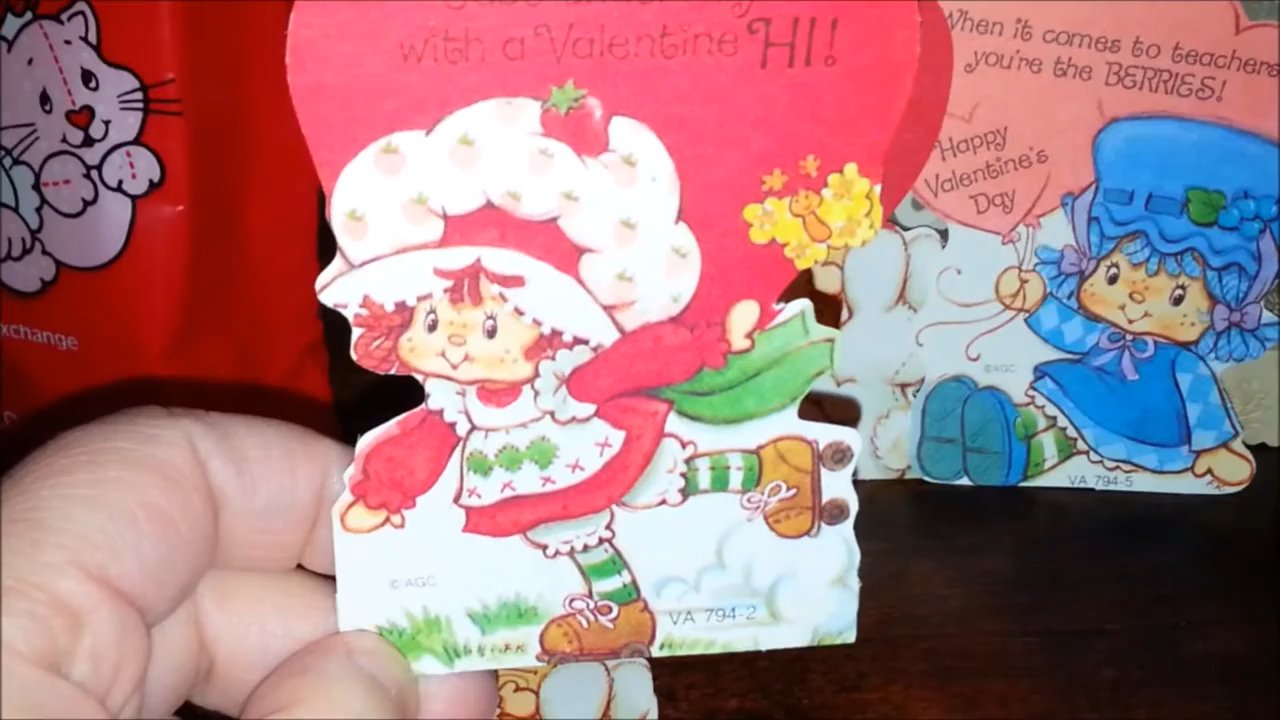 with a Valentine HI!
When it comes to teachers
you're the BERRIES!
Happy
Valentine's
Day
xchange
©AGC
©AGC
VA 794-5
VA 794-2